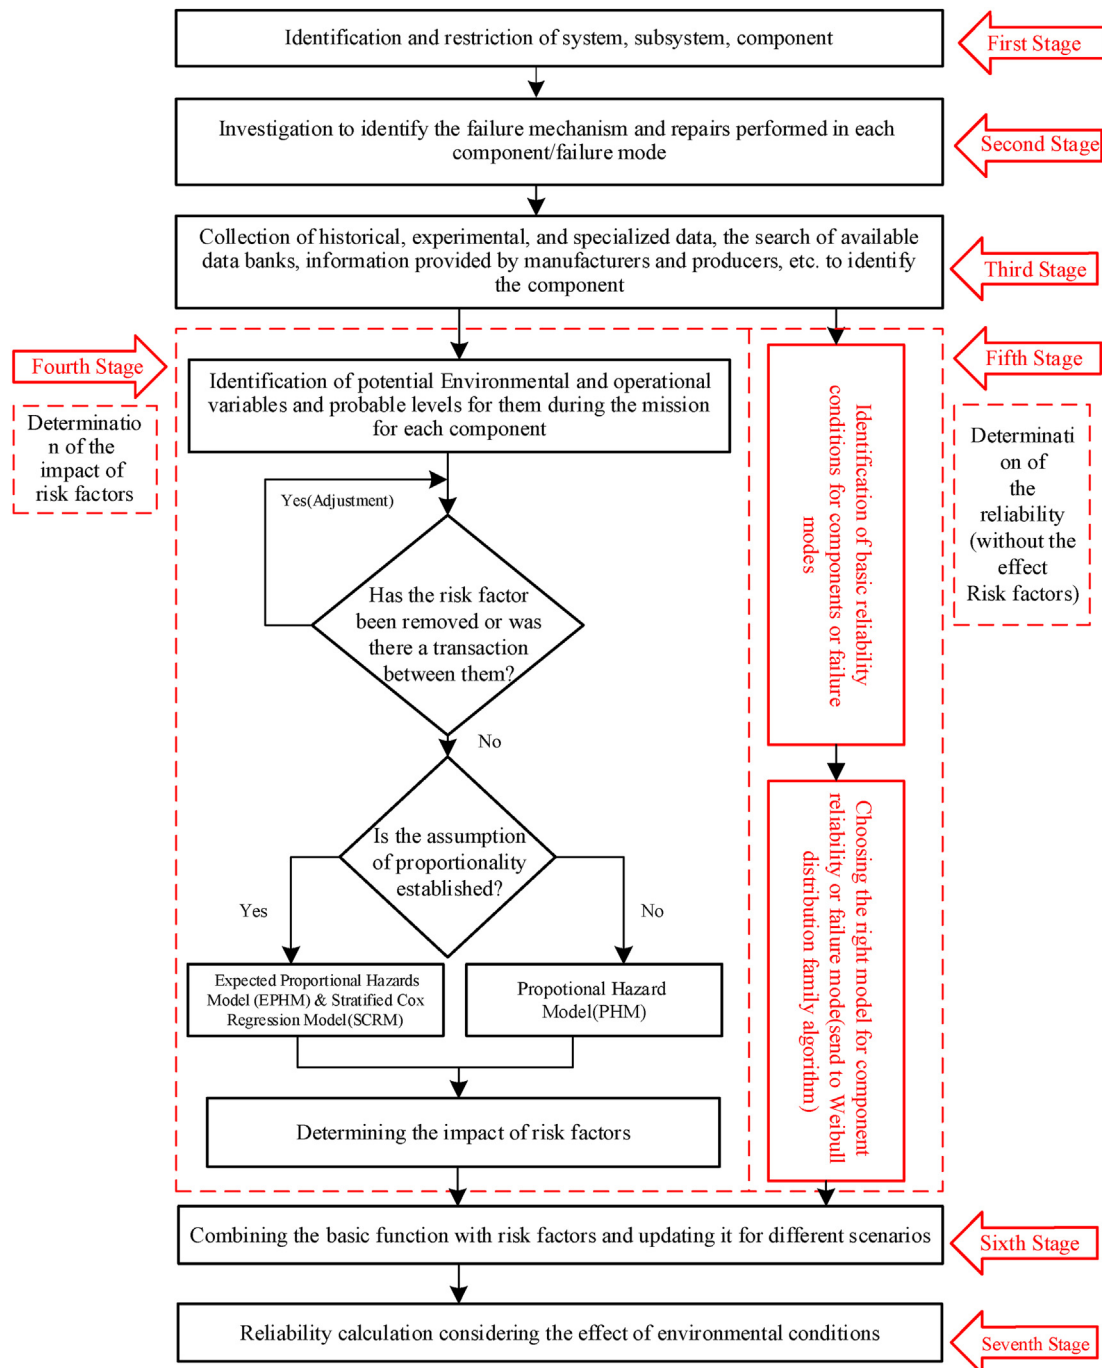 Identification and restriction of system, subsystem, component
First Stage
Investigation to identify the failure mechanism and repairs performed in each
component/failure mode
Second Stage
Collection of historical, experimental, and specialized data, the search of available
data banks, information provided by manufacturers and producers, etc. to identify
the component
Third Stage
Fourth Stage
Determinatio
n of the
impact of
risk factors
Identification of potential Environmental and operational
variables and probable levels for them during the mission
for each component
Yes(Adjustment)
Has the risk factor
been removed or was
there a transaction
between them?
No
Is the assumption
of proportionality
established?
Yes
No
Expected Proportional Hazards
Model (EPHM) & Stratified Cox
Regression Model(SCRM)
Propotional Hazard
Model(PHM)
Determining the impact of risk factors
Fifth Stage
Determinati
on of
the
reliability
(without the
effect
Risk factors)
Identification of basic reliability
conditions for components or failure
modes
Choosing the right model for component
reliability or failure mode(send to Weibull
distribution family algorithm)
Combining the basic function with risk factors and updating it for different scenarios
Sixth Stage
Reliability calculation considering the effect of environmental conditions
Seventh Stage